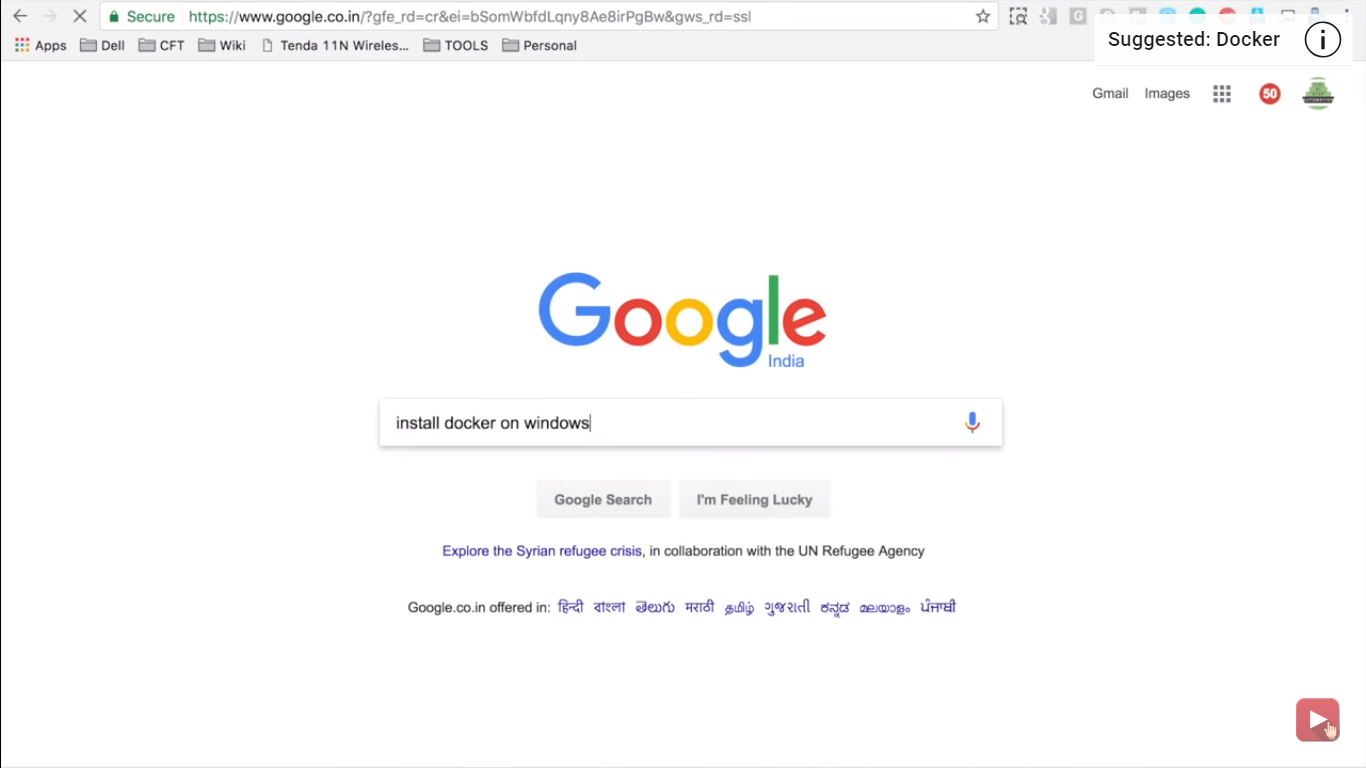 Secure https://www.google.co.in/?gfe_rd=cr&ei=bSomWbfdLqny8Ae8irPgBw&gws_rd=ssl
Apps Dell CFT Wiki Tenda 11N Wireles... TOOLS Personal
Suggested: Docker
Gmail Images 50
Google
India
install docker on windows
Google Search I'm Feeling Lucky
Explore the Syrian refugee crisis, in collaboration with the UN Refugee Agency
Google.co.in offered in: हिन्दी বাংলা తెలుగు मराठी தமிழ் ગુજરાતી ಕನ್ನಡ മലയാളം ਪੰਜਾਬੀ